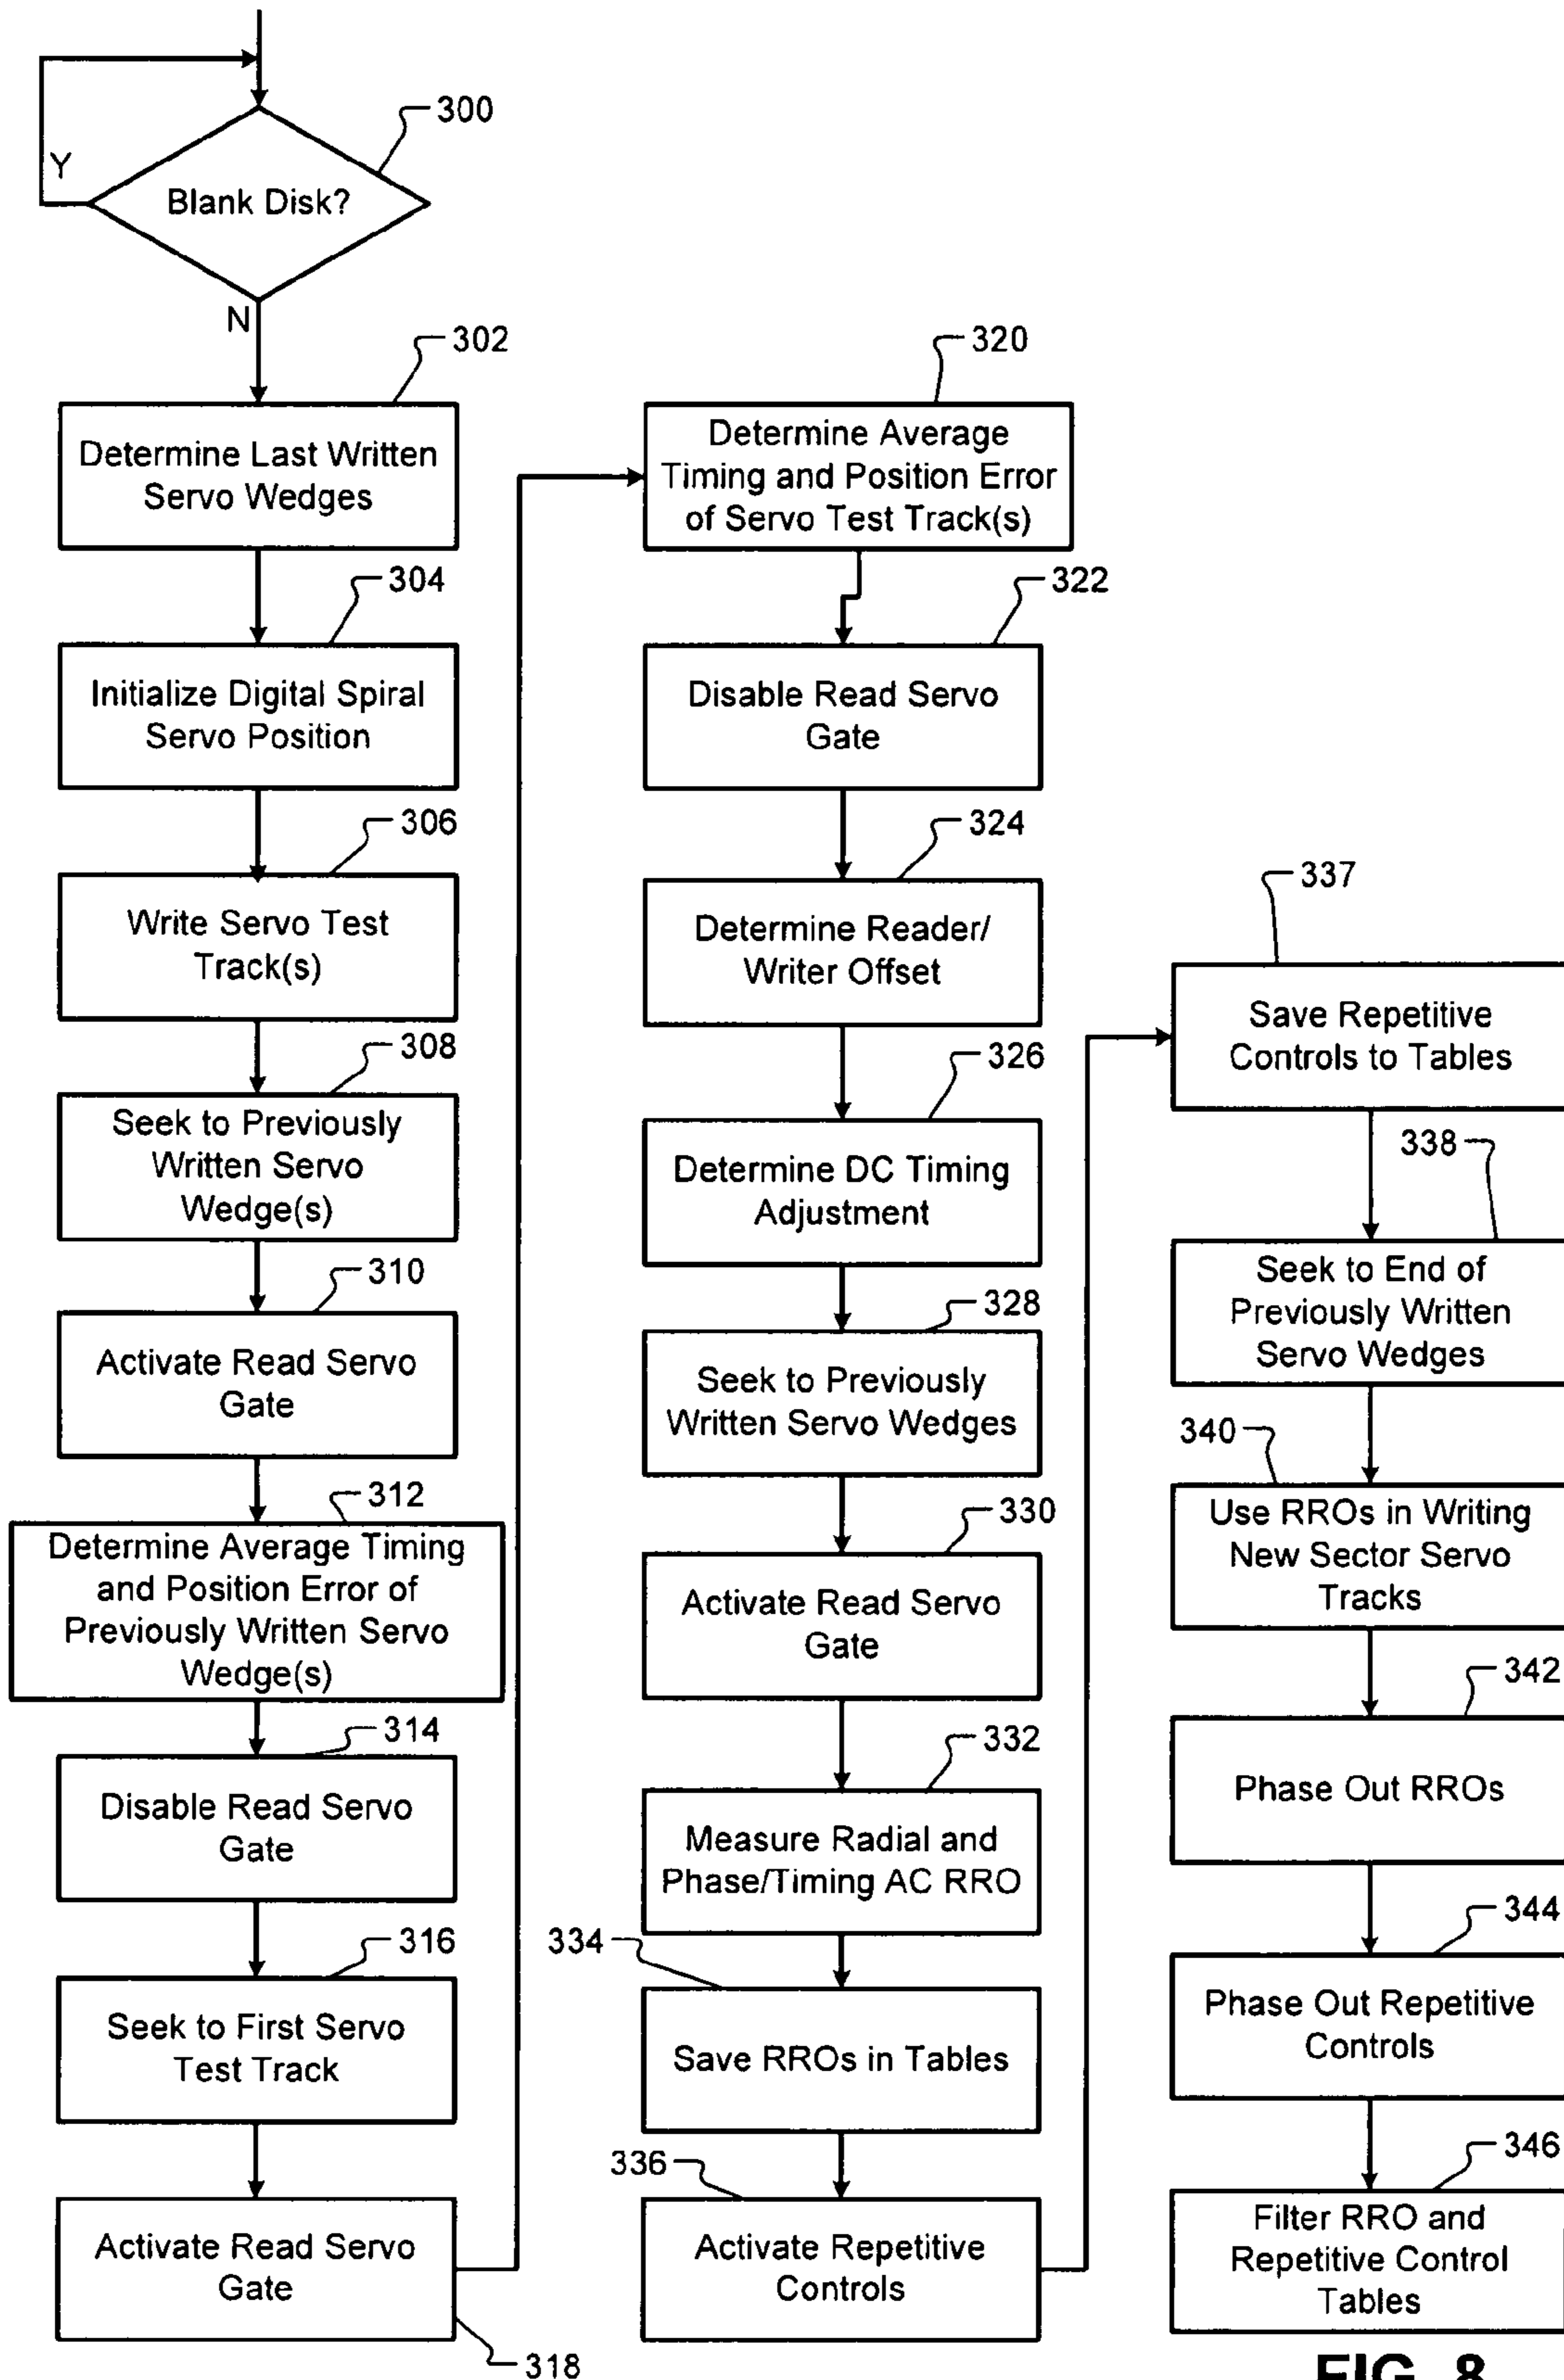 300
Y
Blank Disk?
N
302
Determine Last Written
Servo Wedges
304
Initialize Digital Spiral
Servo Position
306
Write Servo Test
Track(s)
308
Seek to Previously
Written Servo
Wedge(s)
310
Activate Read Servo
Gate
312
Determine Average Timing
and Position Error of
Previously Written Servo
Wedge(s)
314
Disable Read Servo
Gate
316
Seek to First Servo
Test Track
Activate Read Servo
Gate
318
320
Determine Average
Timing and Position Error
of Servo Test Track(s)
322
Disable Read Servo
Gate
324
Determine Reader/
Writer Offset
326
Determine DC Timing
Adjustment
328
Seek to Previously
Written Servo Wedges
330
Activate Read Servo
Gate
332
Measure Radial and
Phase/Timing AC RRO
334
Save RROs in Tables
336
Activate Repetitive
Controls
337
Save Repetitive
Controls to Tables
338
Seek to End of
Previously Written
Servo Wedges
340
Use RROs in Writing
New Sector Servo
Tracks
342
Phase Out RROs
344
Phase Out Repetitive
Controls
346
Filter RRO and
Repetitive Control
Tables
FIG. 8